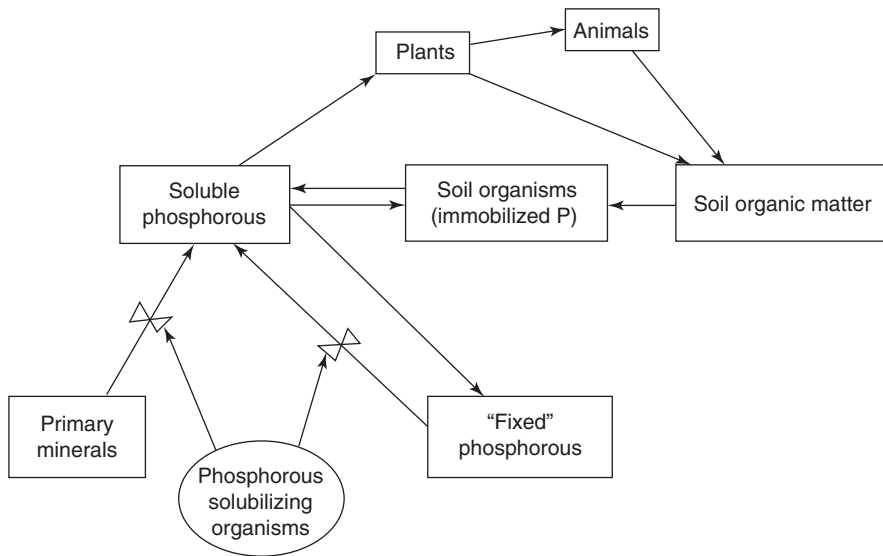 Animals
Plants
Soluble
phosphorous
Soil organisms
(immobilized P)
Soil organic matter
Primary
minerals
"Fixed"
phosphorous
Phosphorous
solubilizing
organisms